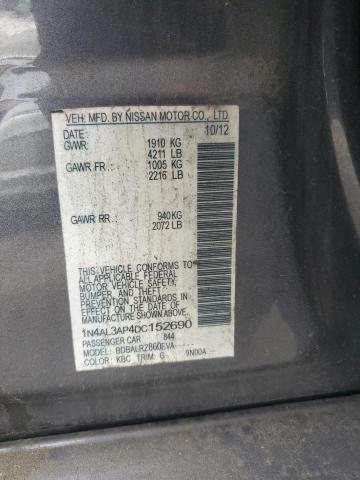 VEH. MFD. BY NISSAN MOTOR CO., LTD.
DATE: 10/12
GVWR: 1910 KG
4211 LB
GAWR FR: 1005 KG
2216 LB
GAWR RR: 940KG
2072 LB
THIS VEHICLE CONFORMS TO
ALL APPLICABLE FEDERAL
MOTOR VEHICLE SAFETY,
BUMPER, AND THEFT
PREVENTION STANDARDS
IN EFFECT ON THE DATE OF
MANUFACTURE SHOWN ABOVE.
1N4AL3AP4DC152690
PASSENGER CAR 844
MODEL: BDBALRZB60EVA-----
COLOR: KBC TRIM: G 9N00A--